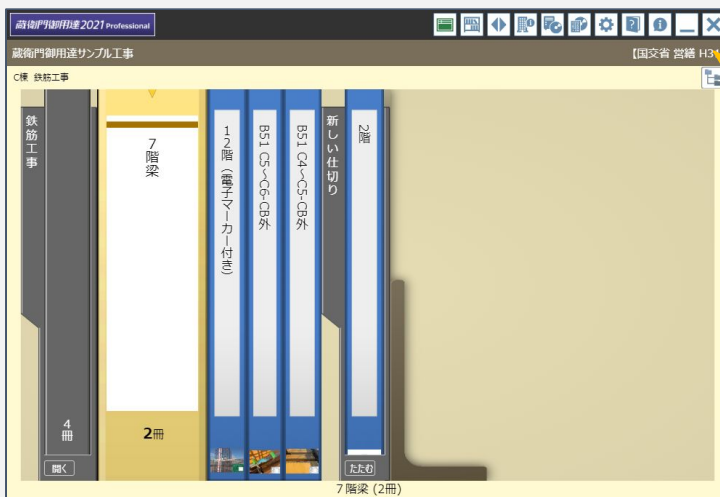 蔵衛門御用達2021 Professional
蔵衛門御用達サンプル工事
【国交省 営繕 H31
C棟 鉄筋工事
鉄筋工事
4冊
開く
7階梁
2冊
12階(電子マーカー付き)
B51 C5~C6-CB外
B51 C4~C5-CB外
新しい仕切り
2階
たたむ
7階梁 (2冊)